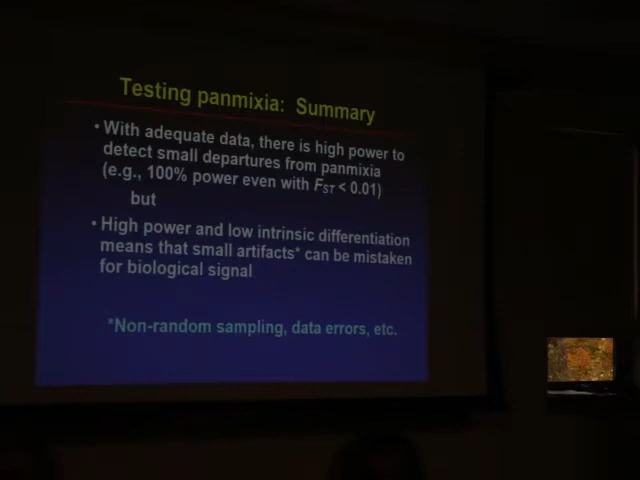 Testing panmixia: Summary
• With adequate data, there is high power to
detect small departures from panmixia
(e.g., 100% power even with FST < 0.01)
but
• High power and low intrinsic differentiation
means that small artifacts* can be mistaken
for biological signal
*Non-random sampling, data errors, etc.